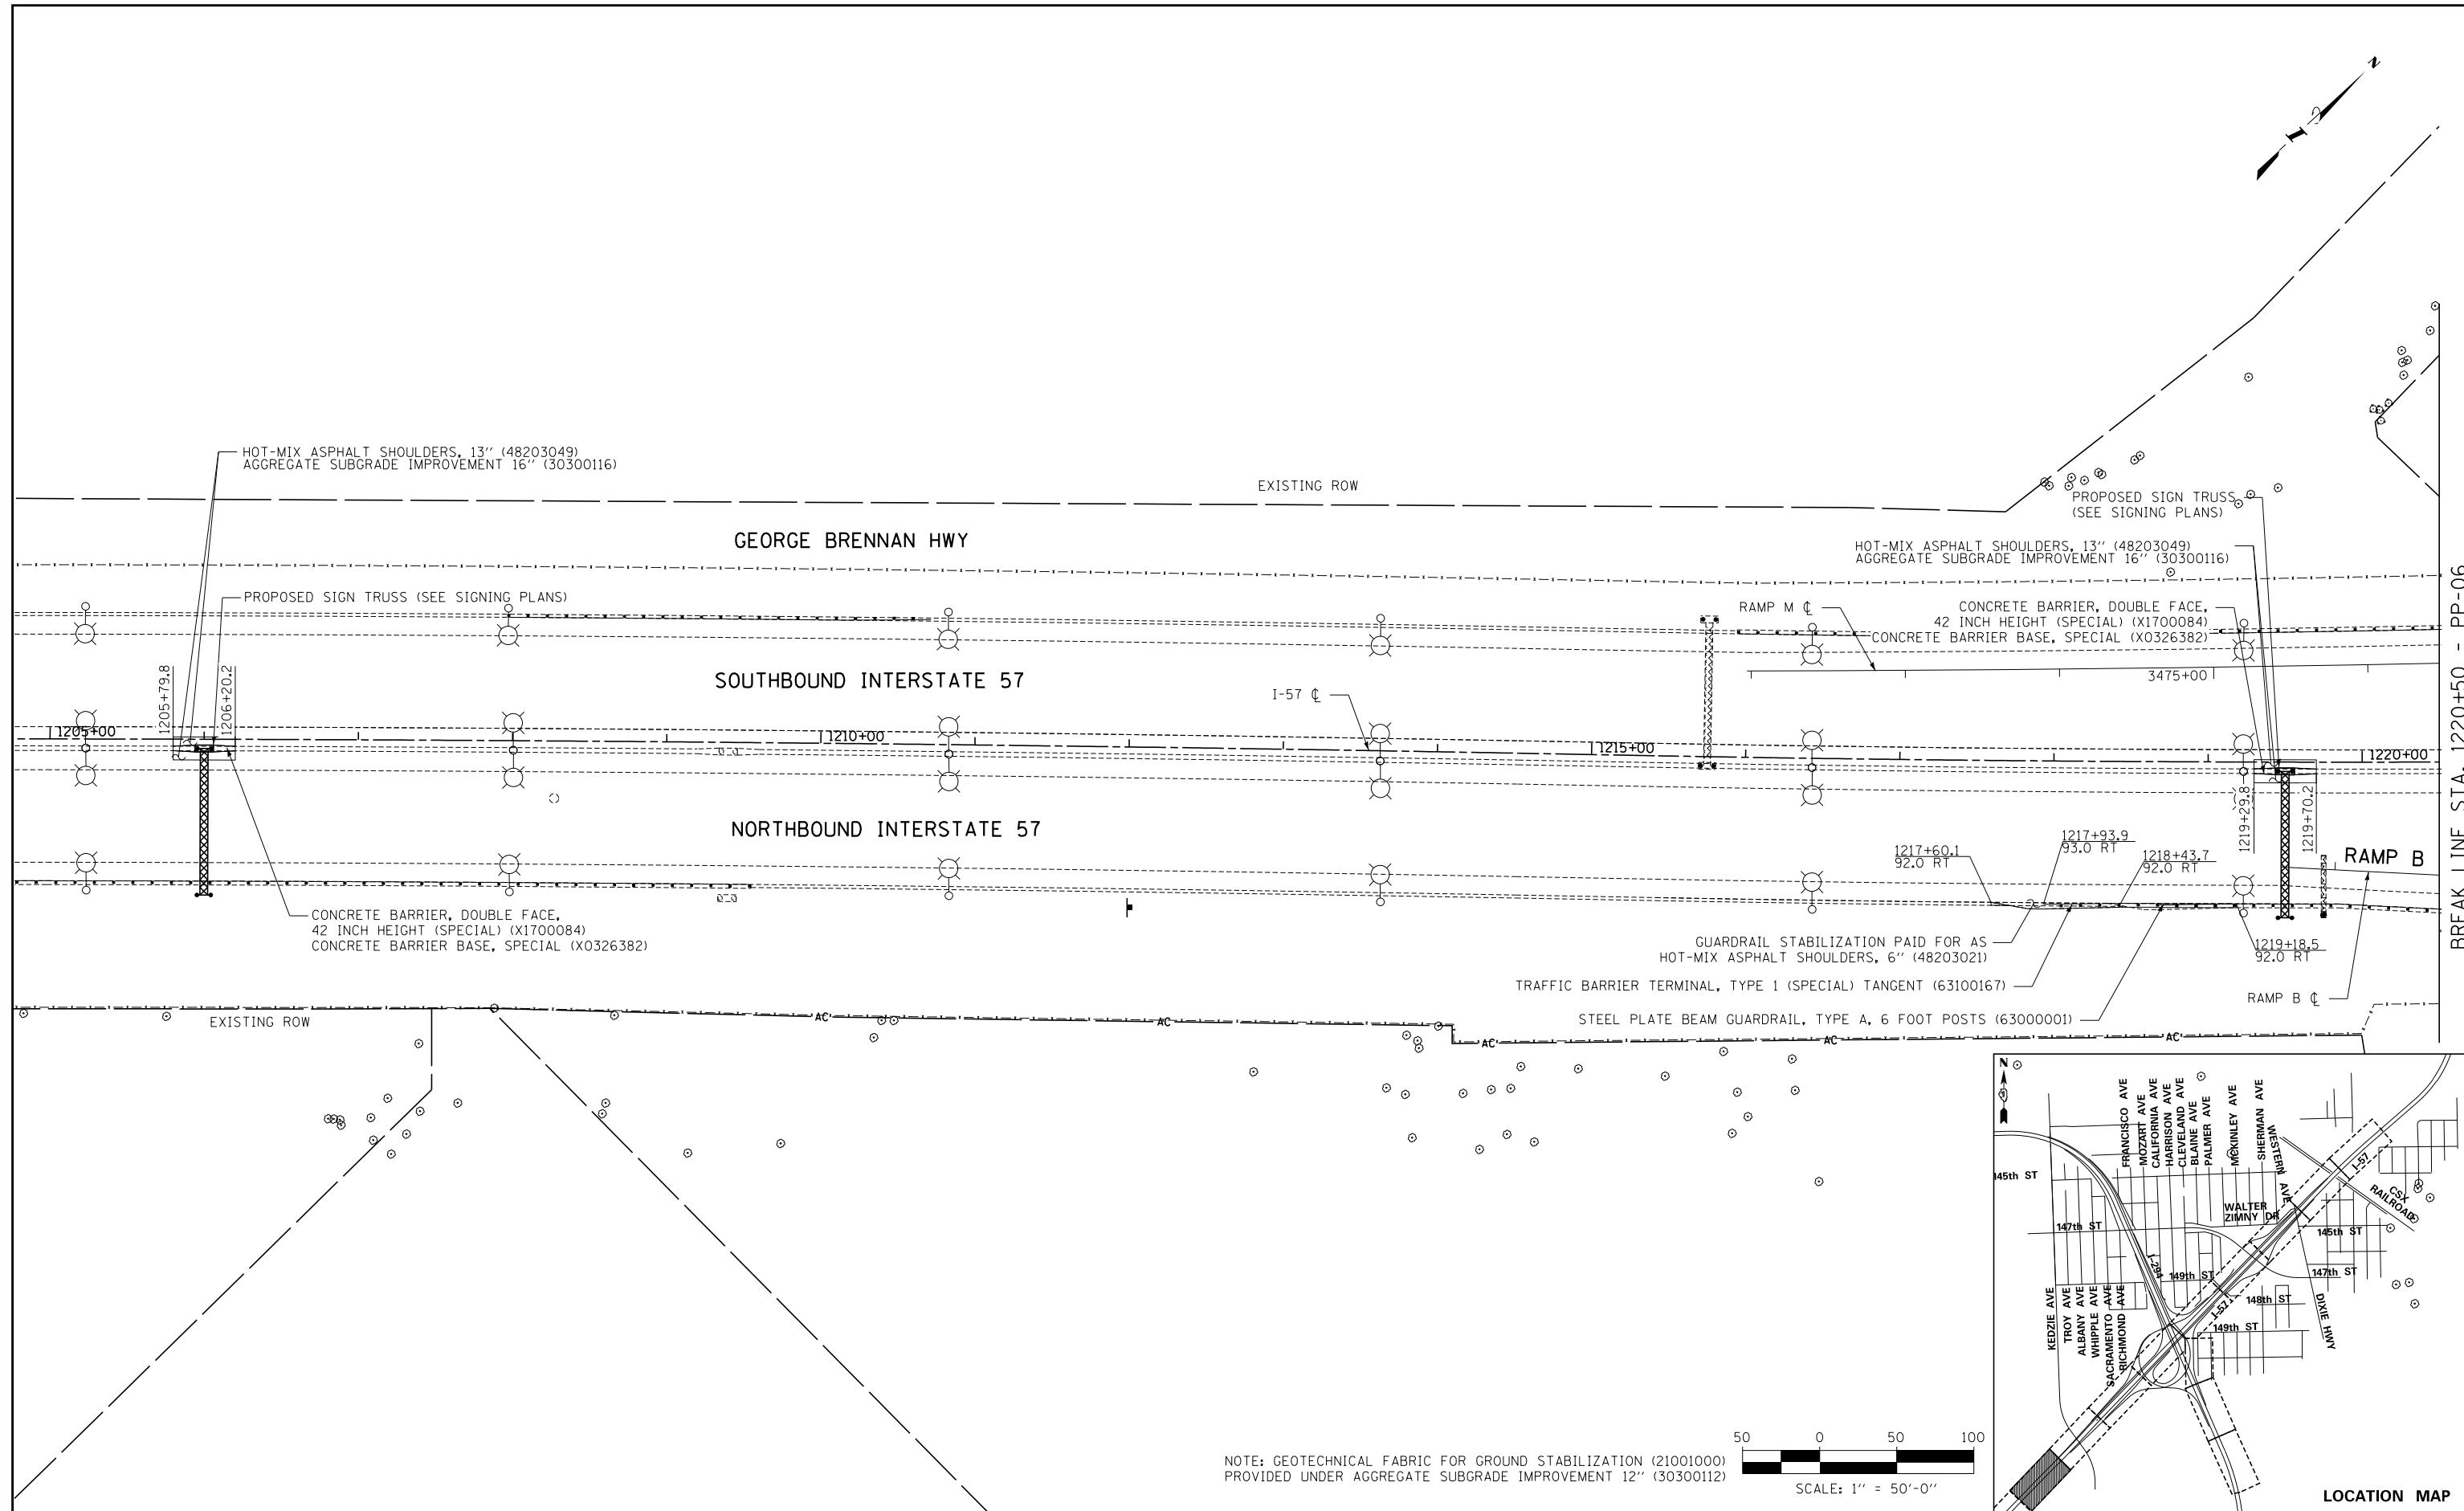 N
HOT-MIX ASPHALT SHOULDERS, 13'' (48203049)
AGGREGATE SUBGRADE IMPROVEMENT 16'' (30300116)
EXISTING ROW
PROPOSED SIGN TRUSS
(SEE SIGNING PLANS)
GEORGE BRENNAN HWY
HOT-MIX ASPHALT SHOULDERS, 13'' (48203049)
AGGREGATE SUBGRADE IMPROVEMENT 16'' (30300116)
PROPOSED SIGN TRUSS (SEE SIGNING PLANS)
RAMP M ℄
CONCRETE BARRIER, DOUBLE FACE,
42 INCH HEIGHT (SPECIAL) (X1700084)
CONCRETE BARRIER BASE, SPECIAL (X0326382)
BREAK LINE STA. 1220+50 - PP-06
1205+79.8
1206+20.2
SOUTHBOUND INTERSTATE 57
I-57 ℄
3475+00
1205+00
1210+00
1215+00
1220+00
1219+29.8
1219+70.2
NORTHBOUND INTERSTATE 57
1217+60.1
92.0 RT
1217+93.9
93.0 RT
1218+43.7
92.0 RT
RAMP B
CONCRETE BARRIER, DOUBLE FACE,
42 INCH HEIGHT (SPECIAL) (X1700084)
CONCRETE BARRIER BASE, SPECIAL (X0326382)
GUARDRAIL STABILIZATION PAID FOR AS
HOT-MIX ASPHALT SHOULDERS, 6'' (48203021)
1219+18.5
92.0 RT
TRAFFIC BARRIER TERMINAL, TYPE 1 (SPECIAL) TANGENT (63100167)
RAMP B ℄
STEEL PLATE BEAM GUARDRAIL, TYPE A, 6 FOOT POSTS (63000001)
EXISTING ROW
AC
AC
AC
AC
AC
N
FRANCISCO AVE
MOZART AVE
CALIFORNIA AVE
HARRISON AVE
CLEVELAND AVE
BLAINE AVE
PALMER AVE
MCKINLEY AVE
SHERMAN AVE
WESTERN AVE
I-57
CSX
RAILROAD
145th ST
WALTER
ZIMNY DR
147th ST
145th ST
I-294
149th ST
147th ST
148th ST
I-57
149th ST
DIXIE HWY
KEDZIE AVE
TROY AVE
ALBANY AVE
WHIPPLE AVE
SACRAMENTO AVE
RICHMOND AVE
LOCATION MAP
NOTE: GEOTECHNICAL FABRIC FOR GROUND STABILIZATION (21001000)
PROVIDED UNDER AGGREGATE SUBGRADE IMPROVEMENT 12'' (30300112)
50 0 50 100
SCALE: 1'' = 50'-0''